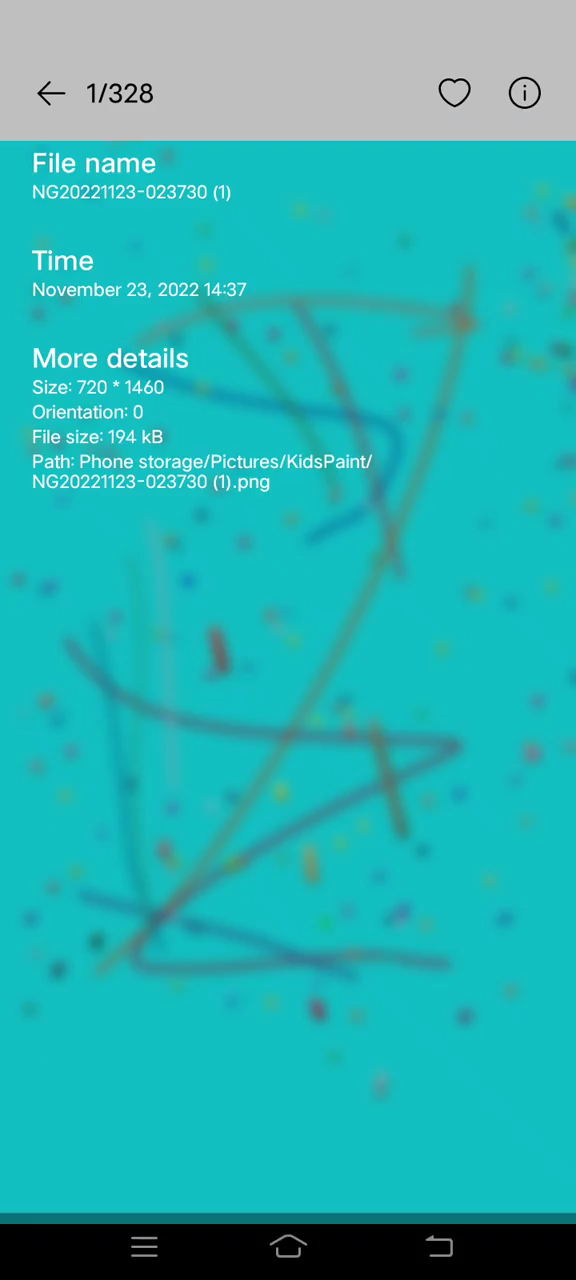 1/328
File name
NG20221123-023730 (1)
Time
November 23, 2022 14:37
More details
Size: 720 * 1460
Orientation: 0
File size: 194 kB
Path: Phone storage/Pictures/KidsPaint/
NG20221123-023730 (1).png